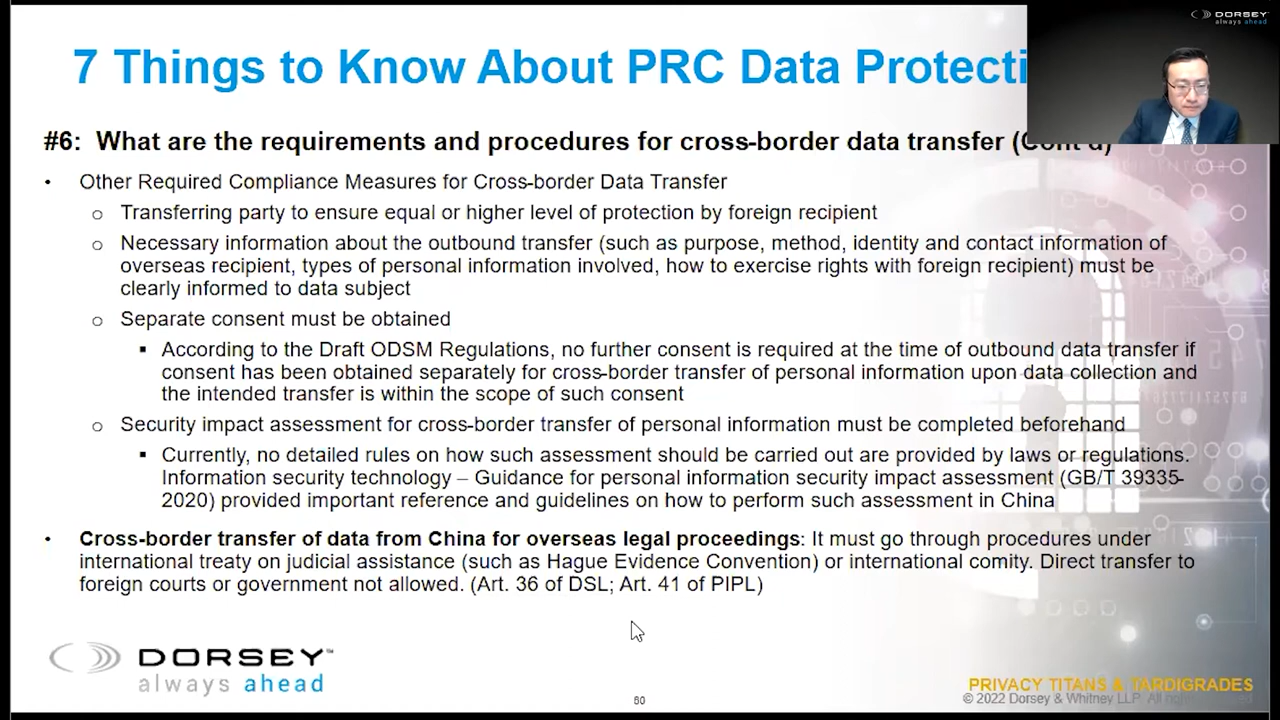 7 Things to Know About PRC Data Protecti
DORSEY
always ahead
#6: What are the requirements and procedures for cross-border data transfer (Cont'd)
• Other Required Compliance Measures for Cross-border Data Transfer
o Transferring party to ensure equal or higher level of protection by foreign recipient
o Necessary information about the outbound transfer (such as purpose, method, identity and contact information of
overseas recipient, types of personal information involved, how to exercise rights with foreign recipient) must be
clearly informed to data subject
o Separate consent must be obtained
▪ According to the Draft ODSM Regulations, no further consent is required at the time of outbound data transfer if
consent has been obtained separately for cross-border transfer of personal information upon data collection and
the intended transfer is within the scope of such consent
o Security impact assessment for cross-border transfer of personal information must be completed beforehand
▪ Currently, no detailed rules on how such assessment should be carried out are provided by laws or regulations.
Information security technology – Guidance for personal information security impact assessment (GB/T 39335-
2020) provided important reference and guidelines on how to perform such assessment in China
• Cross-border transfer of data from China for overseas legal proceedings: It must go through procedures under
international treaty on judicial assistance (such as Hague Evidence Convention) or international comity. Direct transfer to
foreign courts or government not allowed. (Art. 36 of DSL; Art. 41 of PIPL)
DORSEY™
always ahead
60
PRIVACY TITANS & TARDIGRADES
© 2022 Dorsey & Whitney LLP. All rights reserved